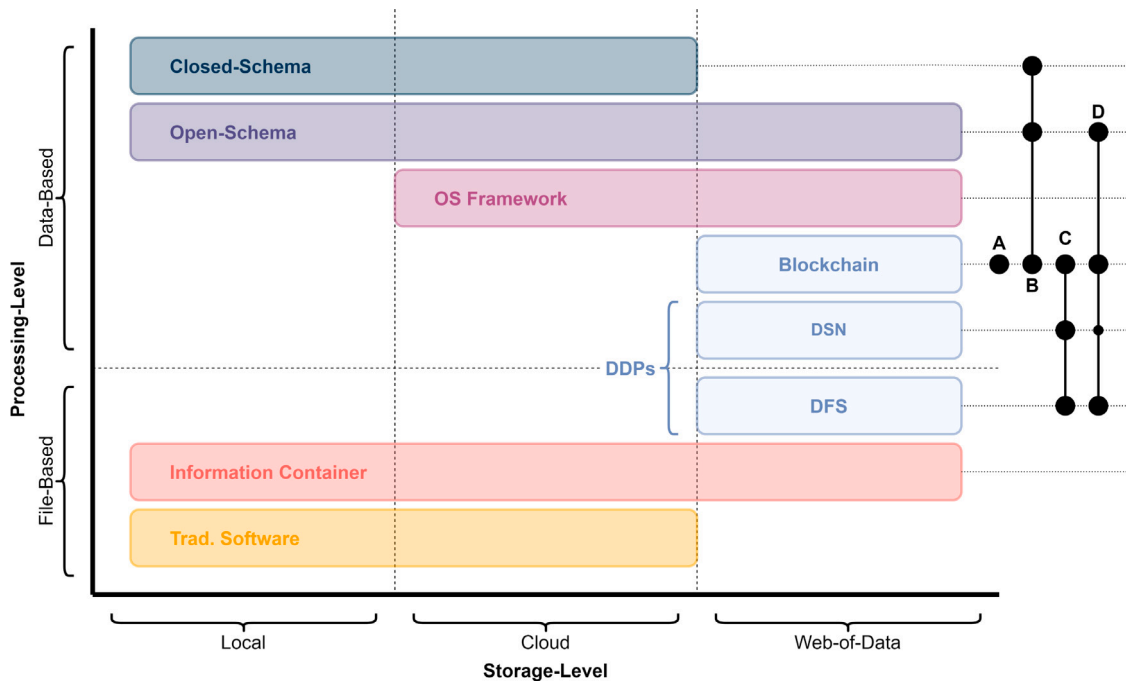 Closed-Schema
D
Open-Schema
Data-Based
OS Framework
A
C
Blockchain
B
Processing-Level
DSN
DDPs
DFS
File-Based
Information Container
Trad. Software
Local
Cloud
Web-of-Data
Storage-Level